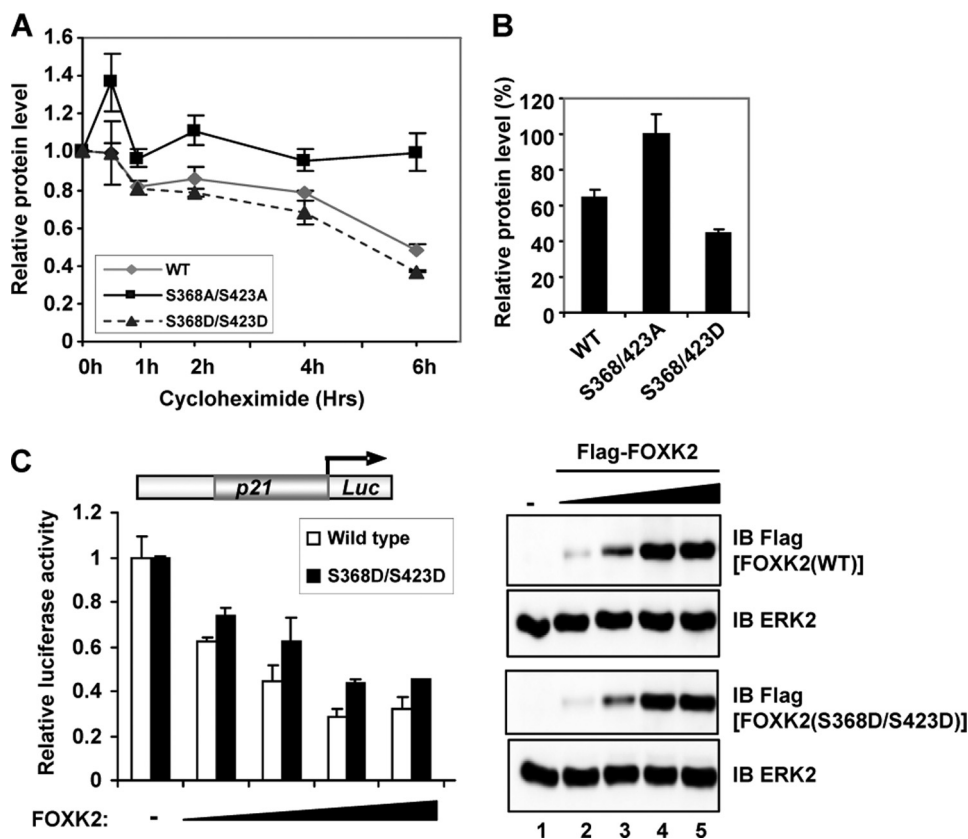 A
Relative protein level
1.6
1.4
1.2
1.0
0.8
0.6
0.4
0.2
0
WT
S368A/S423A
S368D/S423D
0h 1h 2h 4h 6h
Cycloheximide (Hrs)
B
Relative protein level (%)
120
100
80
60
40
20
0
WT
S368/423A
S368/423D
C
p21 Luc
Relative luciferase activity
1.2
1
0.8
0.6
0.4
0.2
0
Wild type
S368D/S423D
FOXK2: -
Flag-FOXK2
-
IB Flag
[FOXK2(WT)]
IB ERK2
IB Flag
[FOXK2(S368D/S423D)]
IB ERK2
1 2 3 4 5